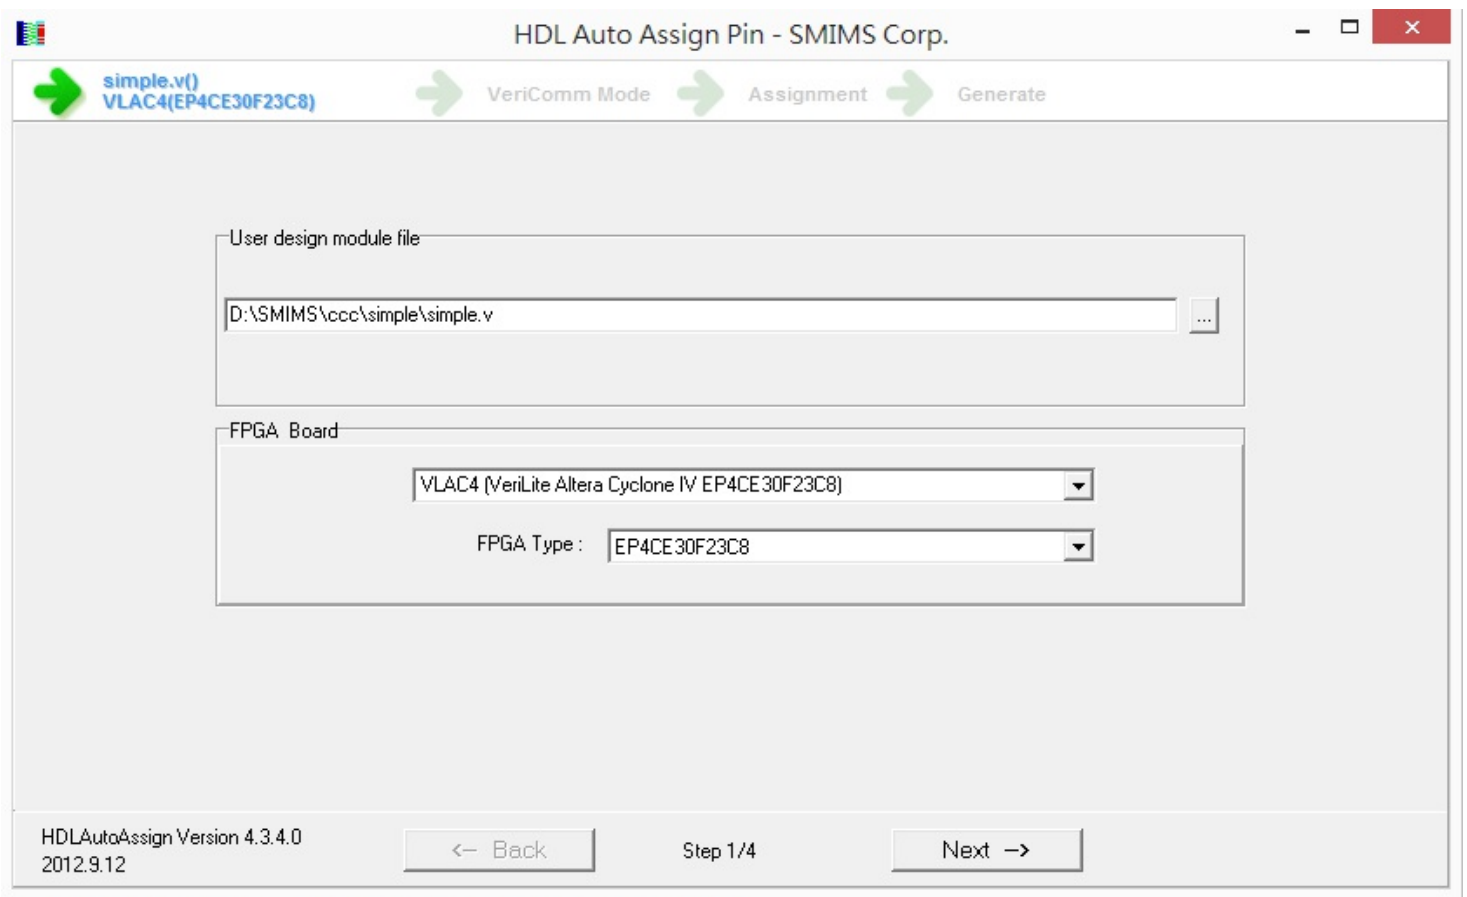 HDL Auto Assign Pin - SMIMS Corp.
simple.v()
VLAC4(EP4CE30F23C8)
VeriComm Mode
Assignment
Generate
User design module file
D:\SMIMS\ccc\simple\simple.v
...
FPGA Board
VLAC4 (VeriLite Altera Cyclone IV EP4CE30F23C8)
FPGA Type :
EP4CE30F23C8
HDLAutoAssign Version 4.3.4.0
2012.9.12
<-- Back
Step 1/4
Next -->